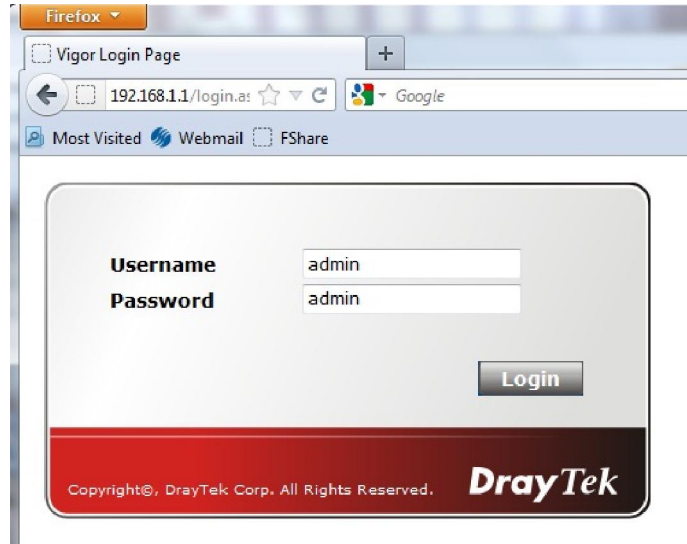 Firefox
Vigor Login Page
+
192.168.1.1/login.as
Google
Most Visited
Webmail
FShare
Username
admin
Password
admin
Login
Copyright©, DrayTek Corp. All Rights Reserved.
DrayTek